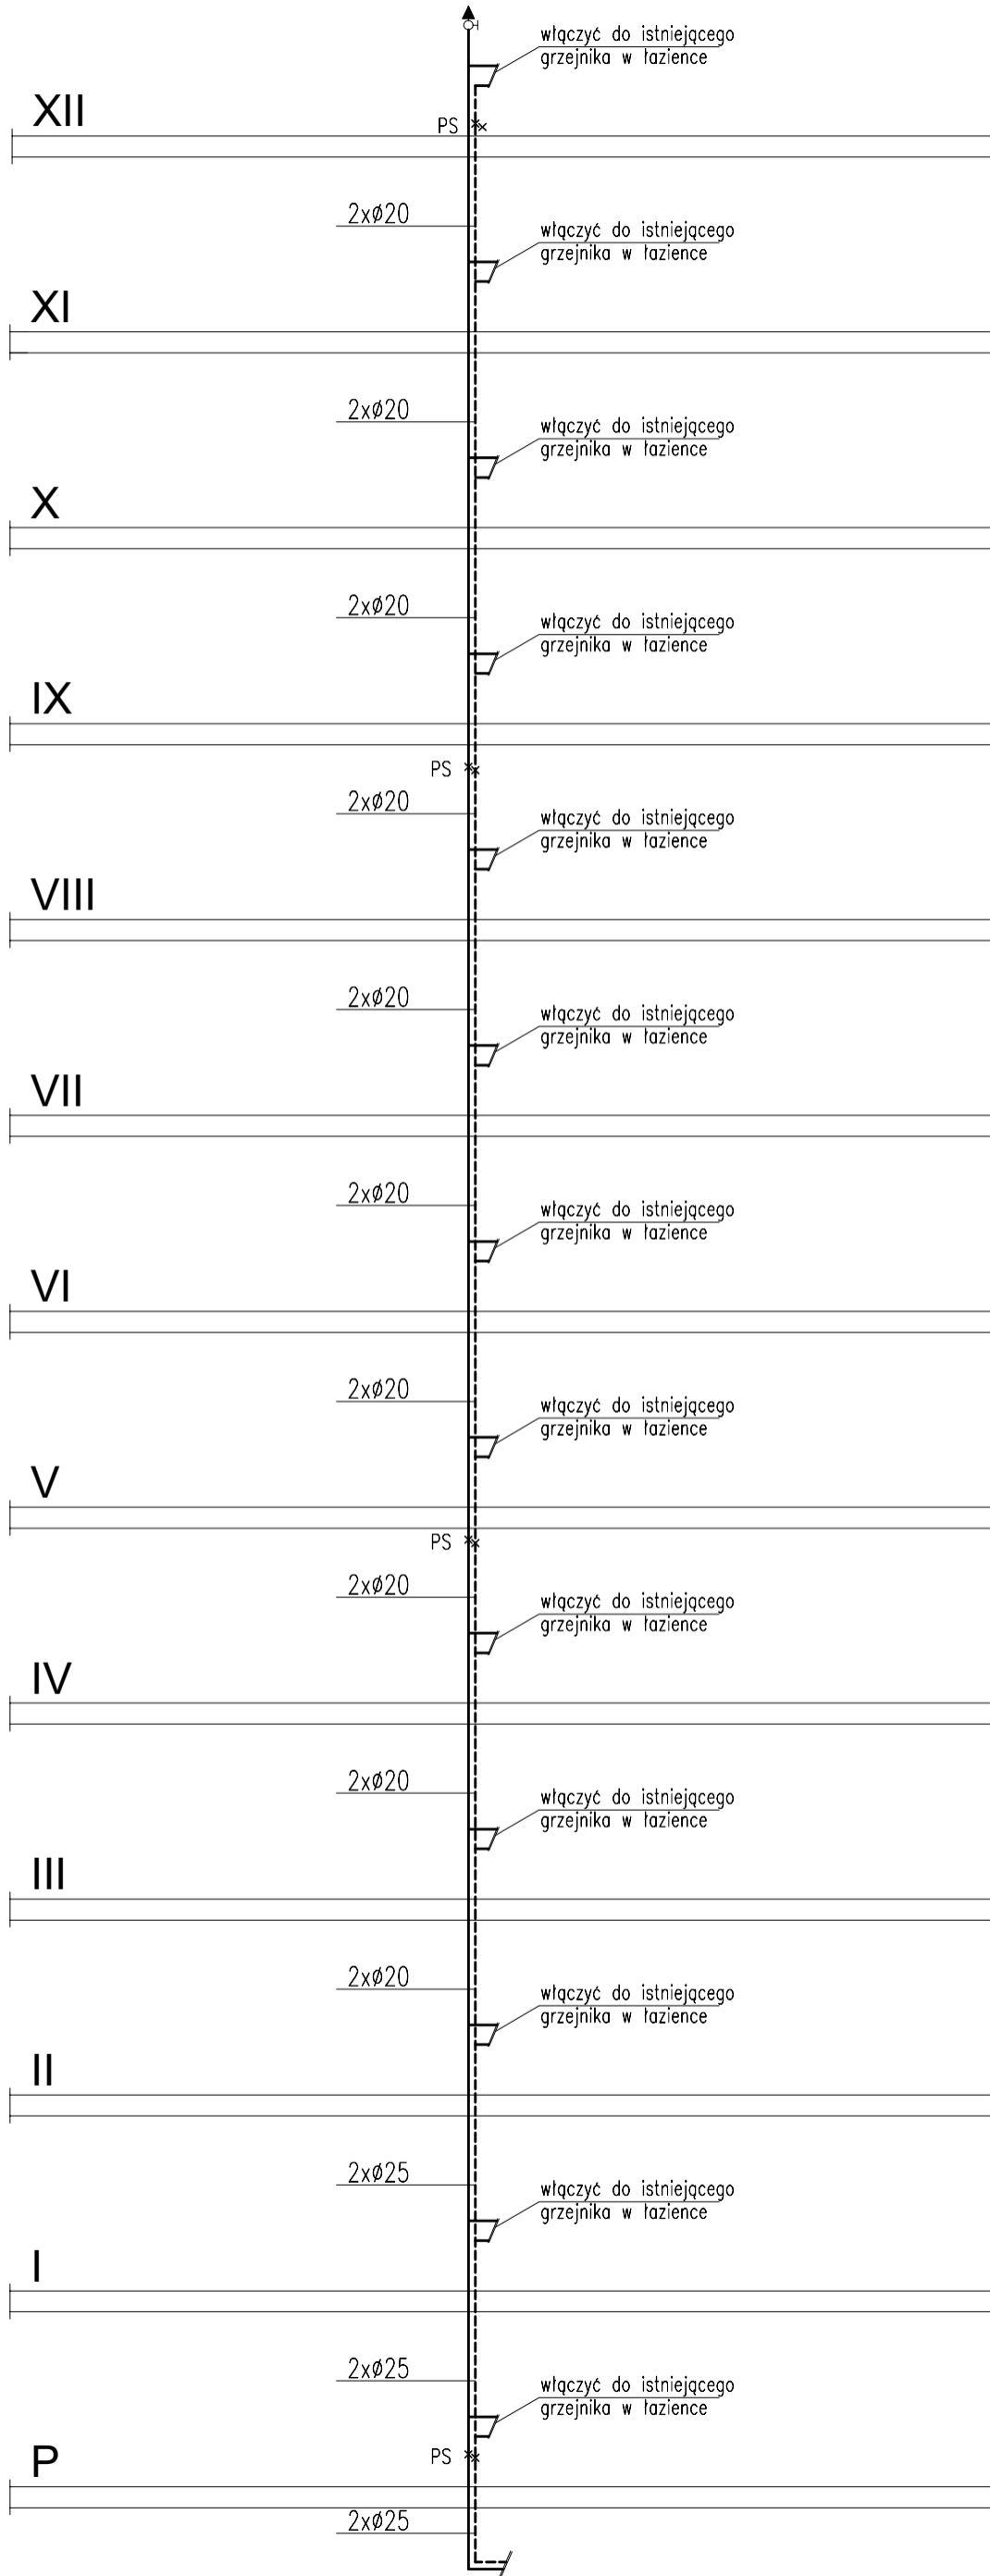 włączyć do istniejącego
grzejnika w łazience
XII
PS
2xø20
włączyć do istniejącego
grzejnika w łazience
XI
2xø20
włączyć do istniejącego
grzejnika w łazience
X
2xø20
włączyć do istniejącego
grzejnika w łazience
IX
PS
2xø20
włączyć do istniejącego
grzejnika w łazience
VIII
2xø20
włączyć do istniejącego
grzejnika w łazience
VII
2xø20
włączyć do istniejącego
grzejnika w łazience
VI
2xø20
włączyć do istniejącego
grzejnika w łazience
V
PS
2xø20
włączyć do istniejącego
grzejnika w łazience
IV
2xø20
włączyć do istniejącego
grzejnika w łazience
III
2xø20
włączyć do istniejącego
grzejnika w łazience
II
2xø25
włączyć do istniejącego
grzejnika w łazience
I
2xø25
włączyć do istniejącego
grzejnika w łazience
PS
P
2xø25